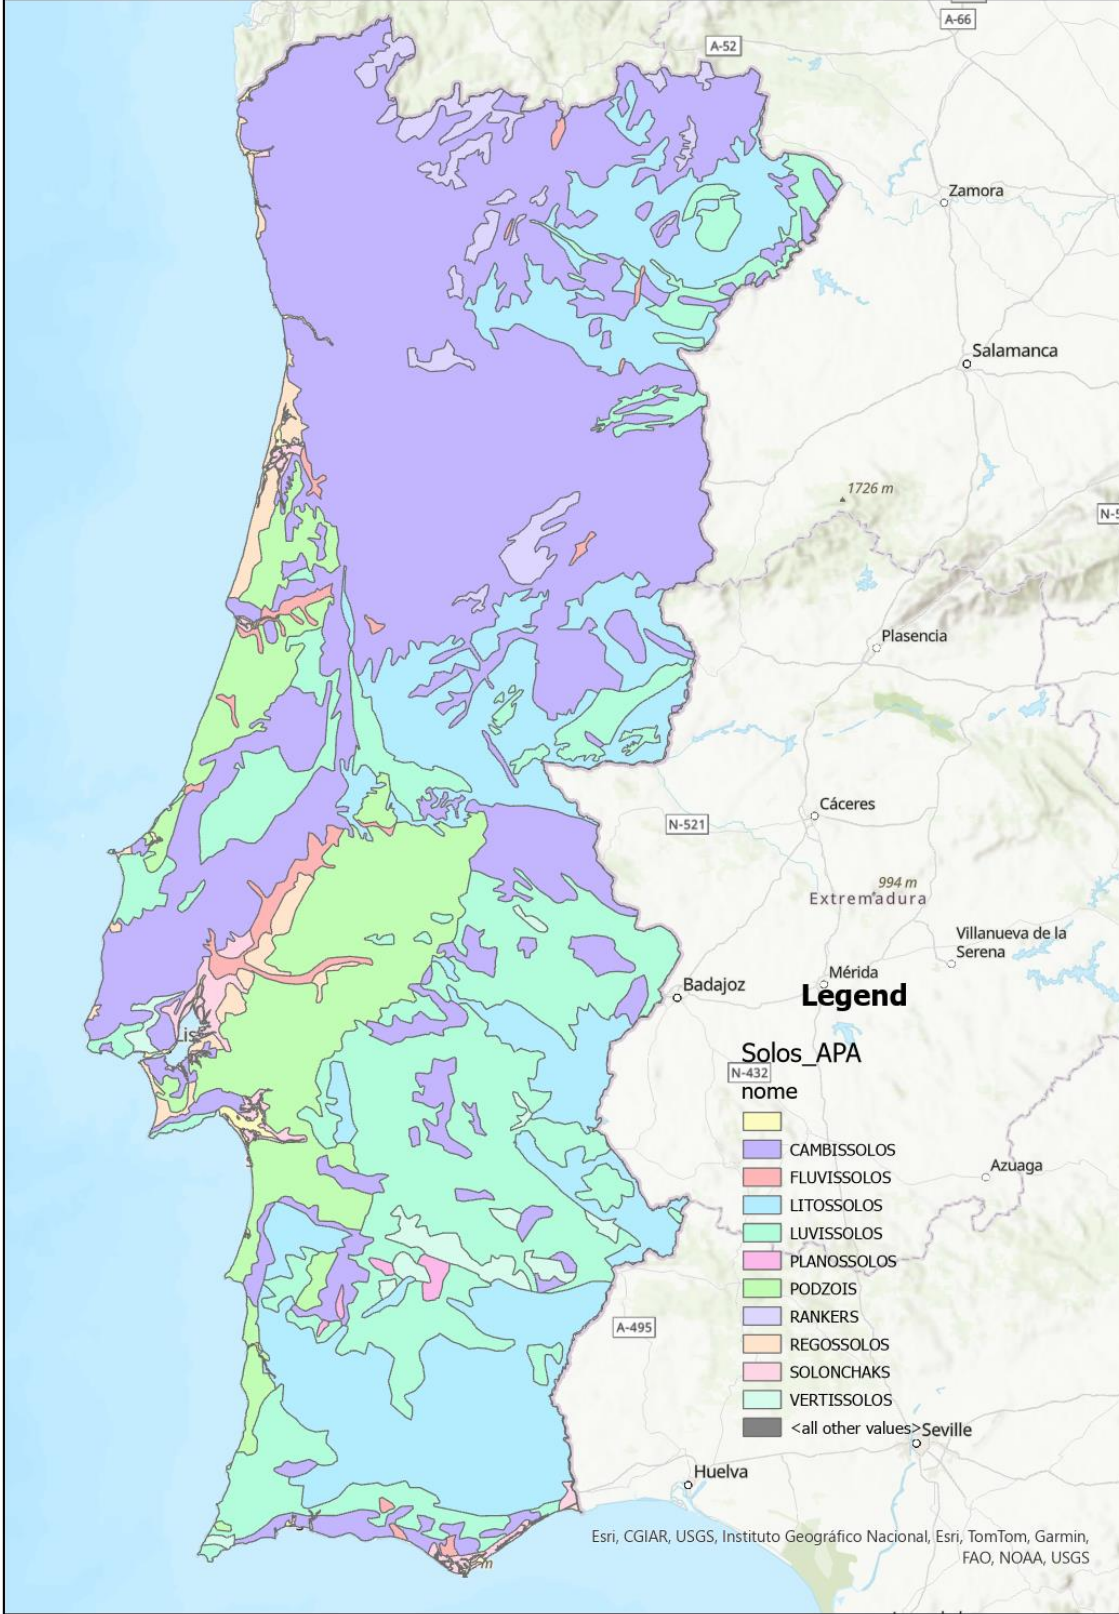 A-66
A-52
Zamora
Salamanca
1726 m
Plasencia
Cáceres
N-521
994 m
Extremadura
Villanueva de la
Serena
Badajoz
Mérida
Legend
Solos_APA
N-432
nome
CAMBISSOLOS
FLUVISSOLOS
Azuaga
LITOSSOLOS
LUVISSOLOS
PLANOSSOLOS
PODZOIS
RANKERS
A-495
REGOSSOLOS
SOLONCHAKS
VERTISSOLOS
<all other values>
Seville
Huelva
Esri, CGIAR, USGS, Instituto Geográfico Nacional, Esri, TomTom, Garmin,
FAO, NOAA, USGS